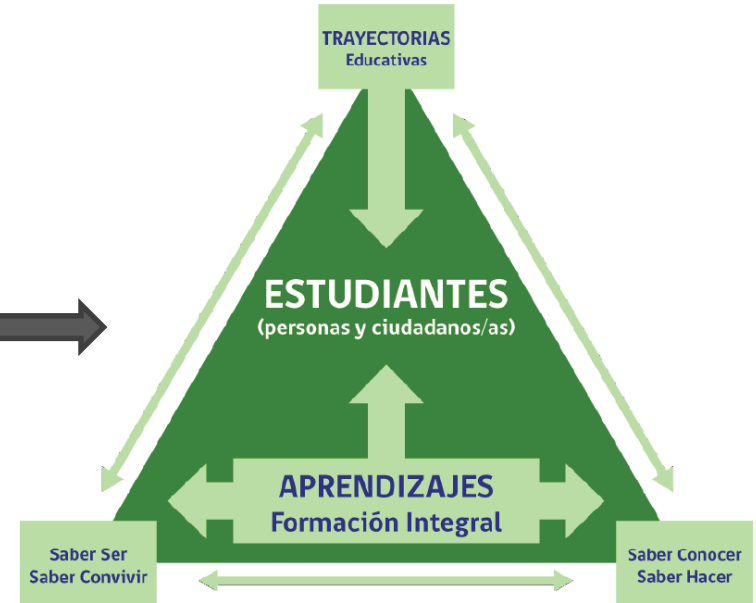 TRAYECTORIAS
Educativas
ESTUDIANTES
(personas y ciudadanos/as)
APRENDIZAJES
Formación Integral
Saber Ser
Saber Convivir
Saber Conocer
Saber Hacer